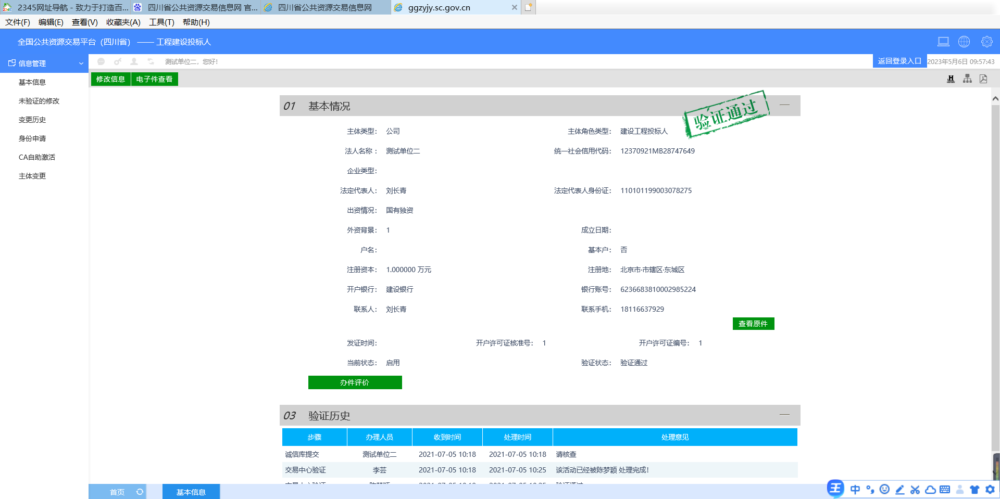 2345网址导航 - 致力于打造百... 四川省公共资源交易信息网 官... 四川省公共资源交易信息网 ggzyjy.sc.gov.cn
文件(F) 编辑(E) 查看(V) 收藏夹(A) 工具(T) 帮助(H)
全国公共资源交易平台（四川省） —— 工程建设投标人
信息管理 测试单位二，您好！ 返回登录入口 2023年5月6日 09:57:43
修改信息 电子件查看
基本信息
未验证的修改
变更历史
身份申请
CA自助激活
主体变更
01 基本情况
验证通过
主体类型： 公司 主体角色类型： 建设工程投标人
法人名称： 测试单位二 统一社会信用代码： 12370921MB28747649
企业类型：
法定代表人： 刘长青 法定代表人身份证： 110101199003078275
出资情况： 国有独资
外资背景： 1 成立日期：
户名： 基本户： 否
注册资本： 1.000000 万元 注册地： 北京市·市辖区·东城区
开户银行： 建设银行 银行账号： 6236683810002985224
联系人： 刘长青 联系手机： 18116637929
查看原件
发证时间： 开户许可证核准号： 1 开户许可证编号： 1
当前状态： 启用 验证状态： 验证通过
办件评价
03 验证历史
步骤 办理人员 收到时间 处理时间 处理意见
诚信库提交 测试单位二 2021-07-05 10:18 2021-07-05 10:18 请核查
交易中心验证 李芸 2021-07-05 10:18 2021-07-05 10:25 该活动已经被陈梦颖 处理完成！
首页 基本信息
王 中